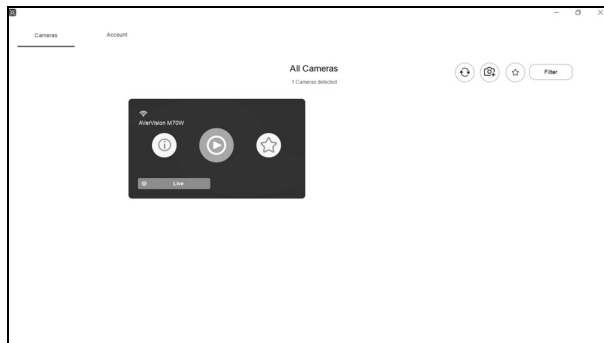 Cameras
Account
All Cameras
1 Cameras detected
Filter
AVerVision M70W
Live